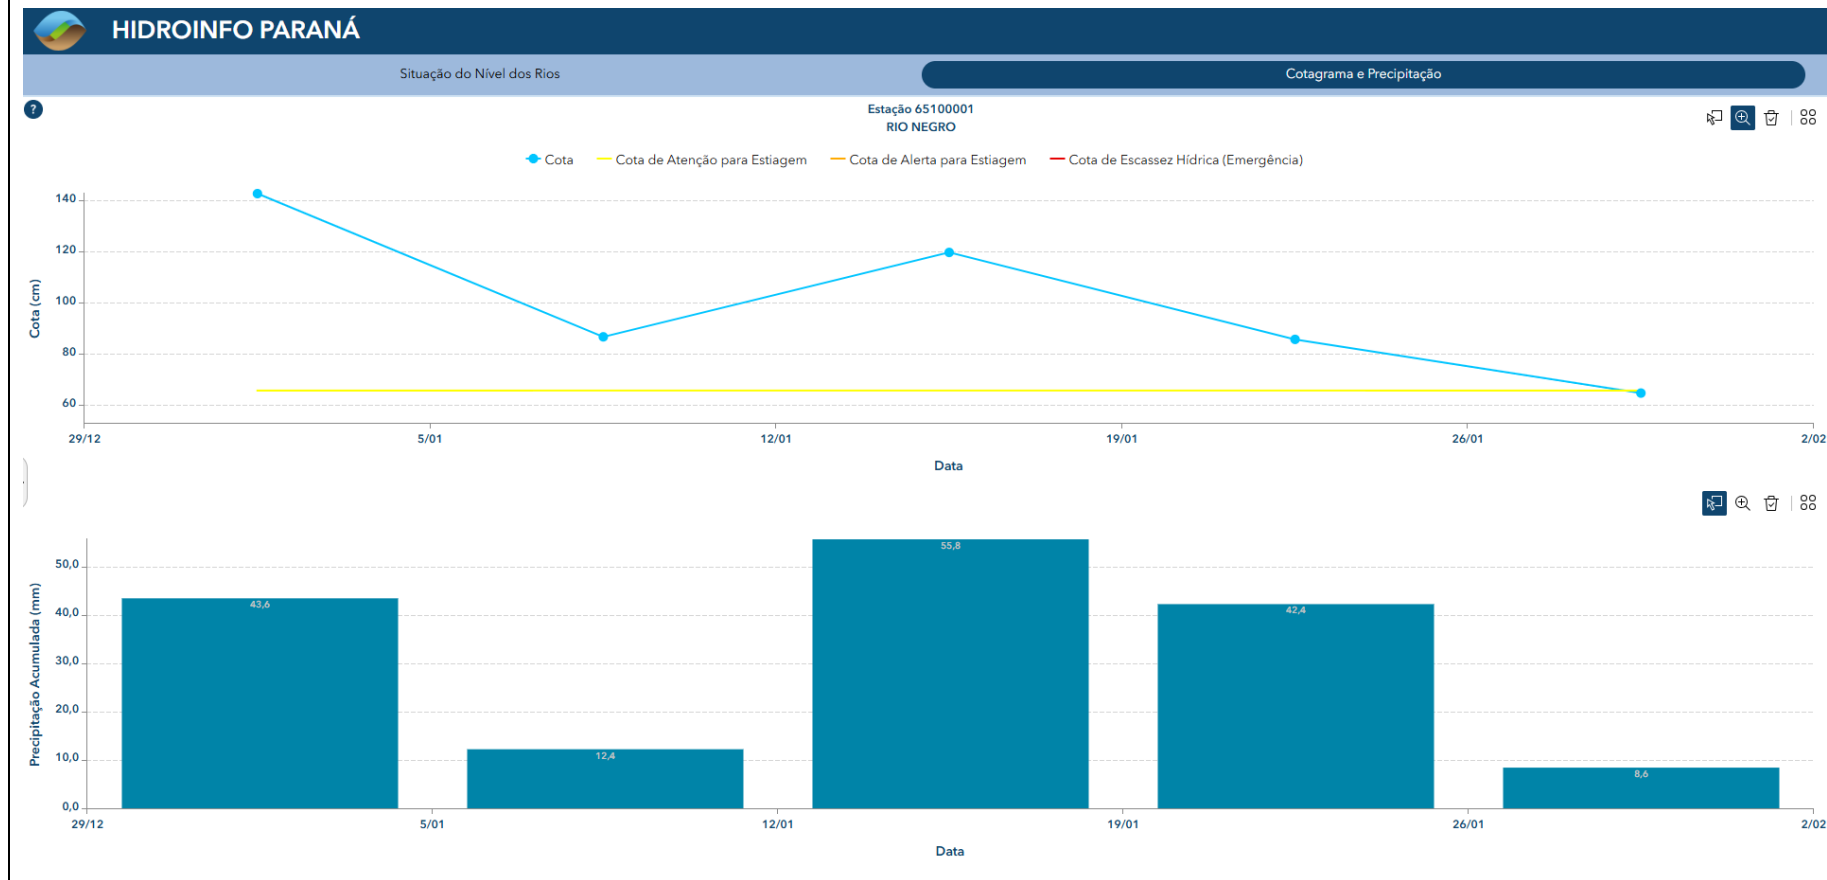 HIDROINFO PARANÁ
Situação do Nível dos Rios
Cotagrama e Precipitação
?
Estação 65100001
RIO NEGRO
Cota
Cota de Atenção para Estiagem
Cota de Alerta para Estiagem
Cota de Escassez Hídrica (Emergência)
Cota (cm)
140
120
100
80
60
29/12
5/01
12/01
19/01
26/01
2/02
Data
Precipitação Acumulada (mm)
50,0
40,0
30,0
20,0
10,0
0,0
43,6
12,4
55,8
42,4
8,6
29/12
5/01
12/01
19/01
26/01
2/02
Data